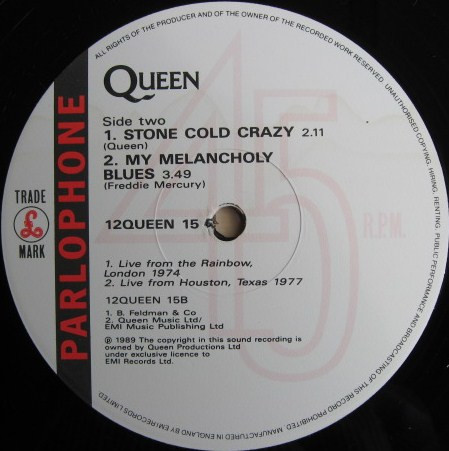 ALL RIGHTS OF THE PRODUCER AND OF THE OWNER OF THE RECORDED WORK RESERVED. UNAUTHORISED COPYING, HIRING, RENTING, PUBLIC PERFORMANCE AND BROADCASTING OF THIS RECORD PROHIBITED. MANUFACTURED IN ENGLAND BY EMI RECORDS LIMITED
QUEEN
Side two
1. STONE COLD CRAZY 2.11
(Queen)
2. MY MELANCHOLY
BLUES 3.49
(Freddie Mercury)
PARLOPHONE
TRADE
£
MARK
12QUEEN 15
45
R.P.M.
1. Live from the Rainbow,
London 1974
2. Live from Houston, Texas 1977
12QUEEN 15B
1. B. Feldman & Co
2. Queen Music Ltd/
EMI Music Publishing Ltd
℗ 1989 The copyright in this sound recording is
owned by Queen Productions Ltd
under exclusive licence to
EMI Records Ltd.